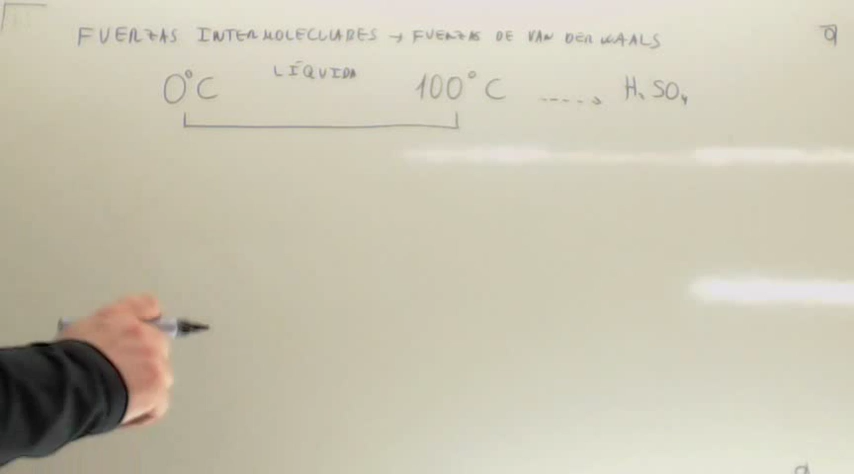 FUERZAS INTERMOLECULARES → FUERZAS DE VAN DER WAALS
0°C LÍQUIDA 100°C ----> H₂SO₄